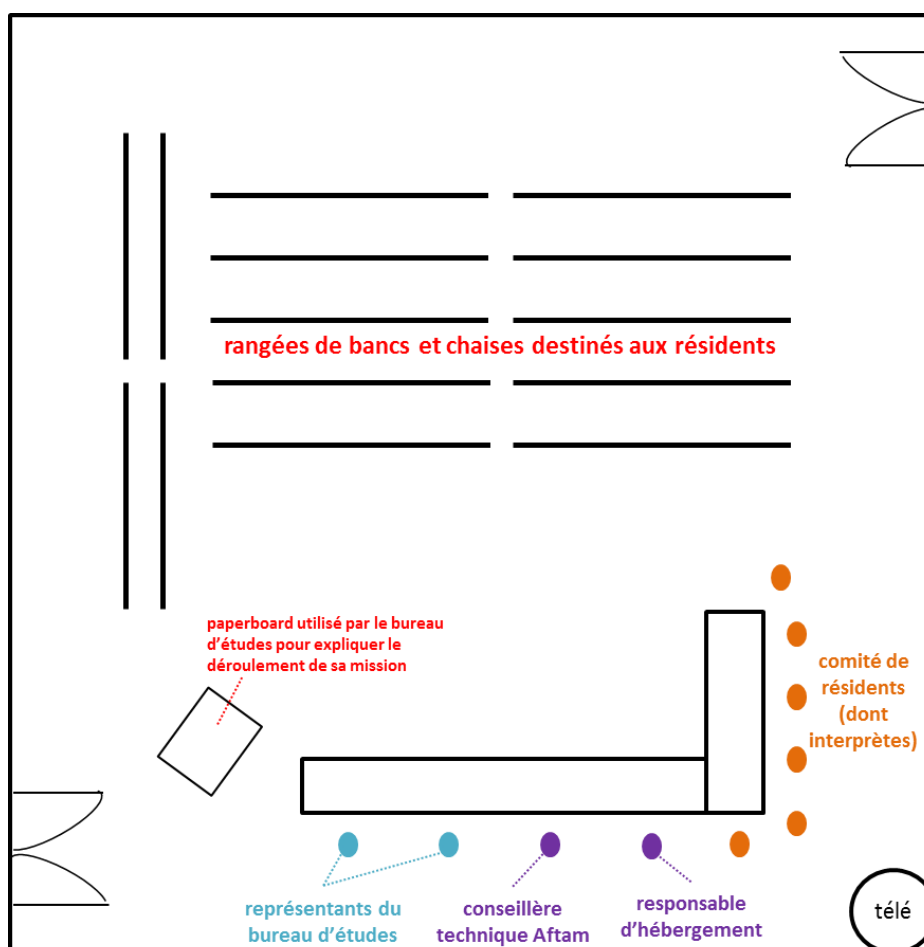 rangées de bancs et chaises destinés aux résidents
paperboard utilisé par le bureau
d'études pour expliquer le
déroulement de sa mission
comité de
résidents
(dont
interprètes)
représentants du
bureau d'études
conseillère
technique Aftam
responsable
d'hébergement
télé